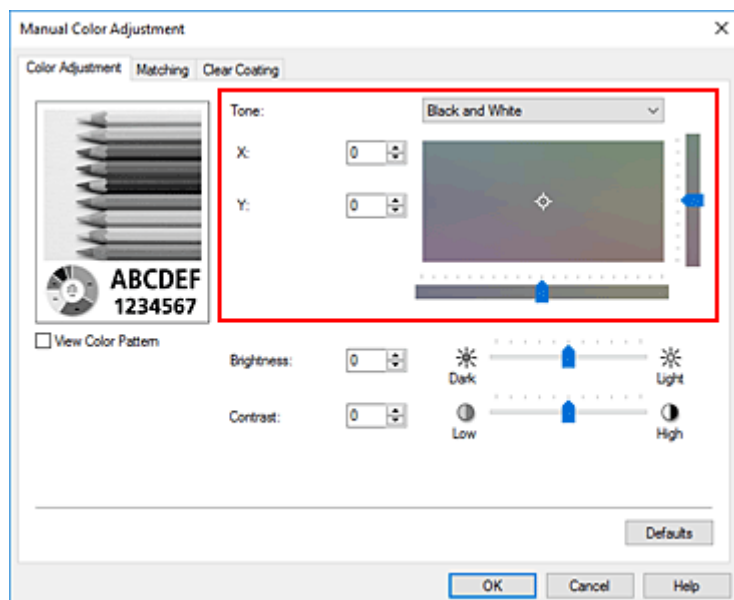 Manual Color Adjustment
Color Adjustment Matching Clear Coating
Tone: Black and White
X: 0
Y: 0
ABCDEF
1234567
View Color Pattern
Brightness: 0 Dark Light
Contrast: 0 Low High
Defaults
OK Cancel Help